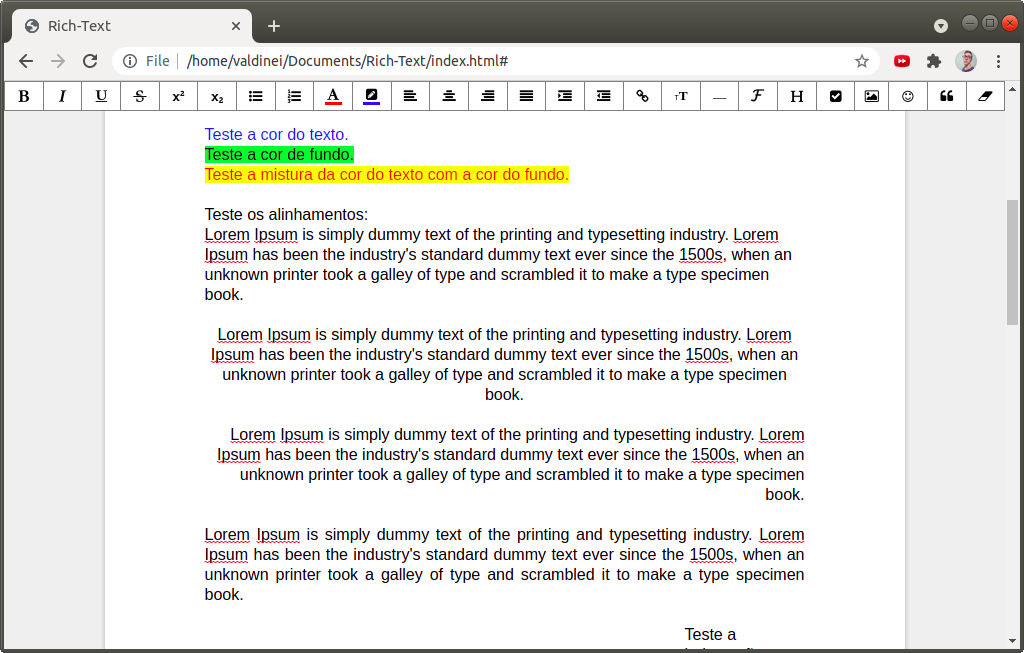 Rich-Text
File
/home/valdinei/Documents/Rich-Text/index.html#
B I U S x² x₂ A тT — ℱ H
Teste a cor do texto.
Teste a cor de fundo.
Teste a mistura da cor do texto com a cor do fundo.
Teste os alinhamentos:
Lorem Ipsum is simply dummy text of the printing and typesetting industry. Lorem
Ipsum has been the industry's standard dummy text ever since the 1500s, when an
unknown printer took a galley of type and scrambled it to make a type specimen
book.
Lorem Ipsum is simply dummy text of the printing and typesetting industry. Lorem
Ipsum has been the industry's standard dummy text ever since the 1500s, when an
unknown printer took a galley of type and scrambled it to make a type specimen
book.
Lorem Ipsum is simply dummy text of the printing and typesetting industry. Lorem
Ipsum has been the industry's standard dummy text ever since the 1500s, when an
unknown printer took a galley of type and scrambled it to make a type specimen
book.
Lorem Ipsum is simply dummy text of the printing and typesetting industry. Lorem
Ipsum has been the industry's standard dummy text ever since the 1500s, when an
unknown printer took a galley of type and scrambled it to make a type specimen
book.
Teste a